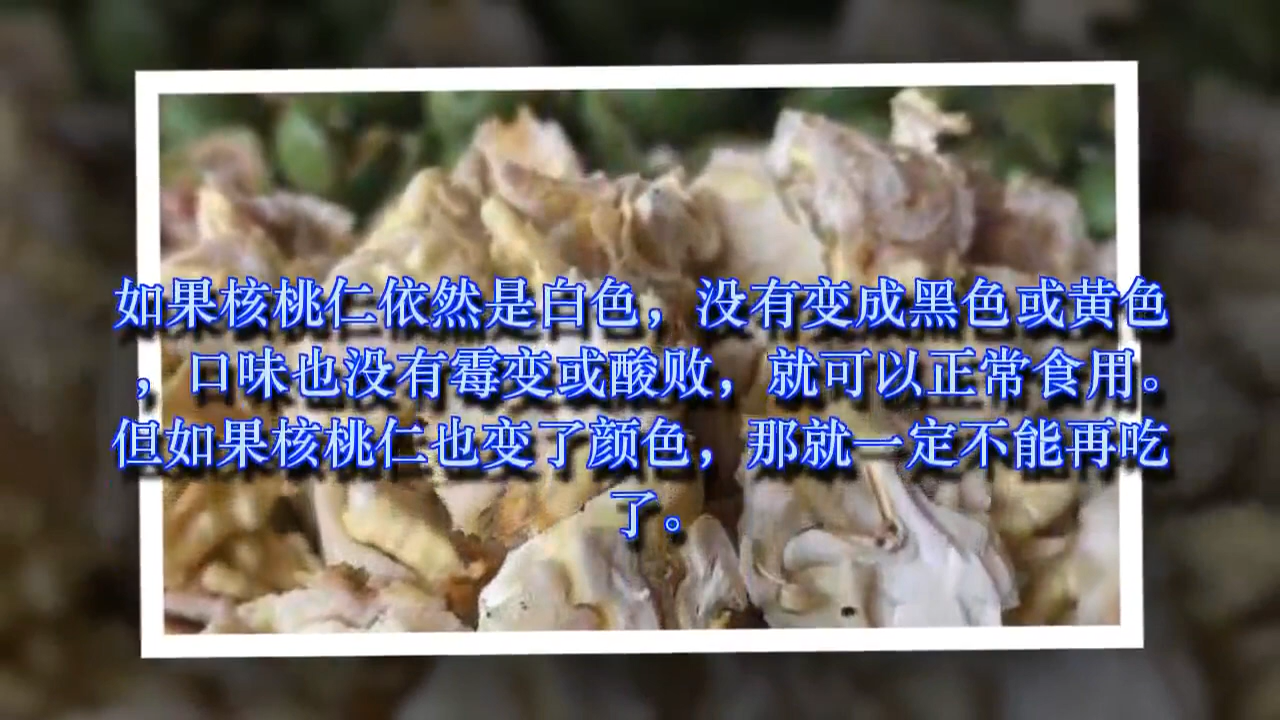 如果核桃仁依然是白色，没有变成黑色或黄色
，口味也没有霉变或酸败，就可以正常食用。
但如果核桃仁也变了颜色，那就一定不能再吃
了。